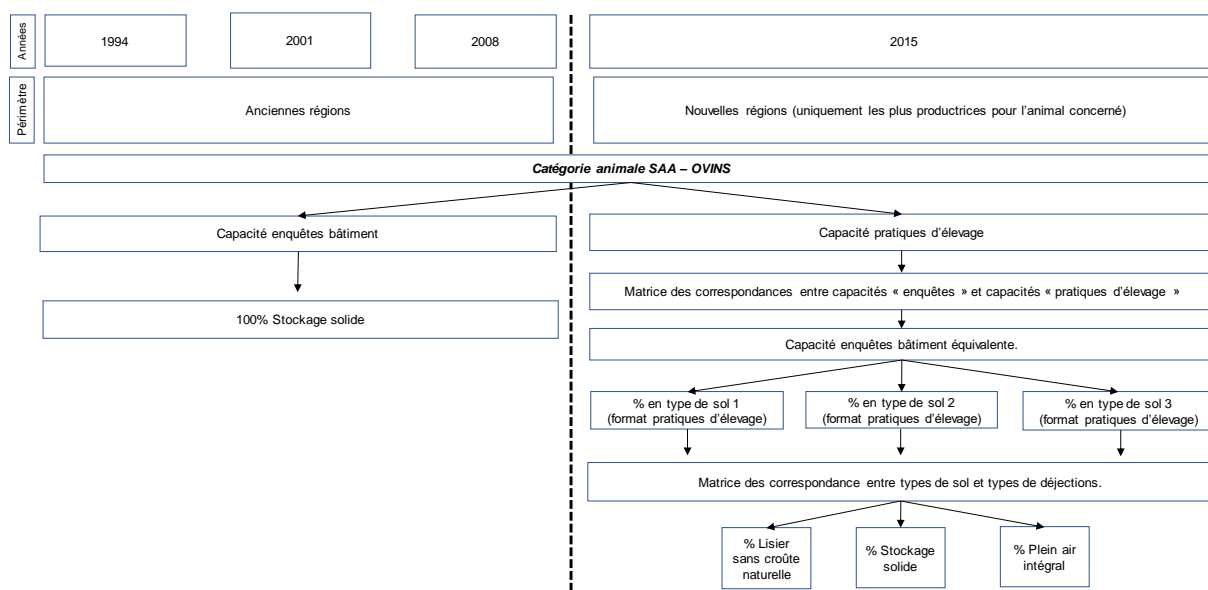 Années
1994
2001
2008
2015
Périmètre
Anciennes régions
Nouvelles régions (uniquement les plus productrices pour l'animal concerné)
Catégorie animale SAA – OVINS
Capacité enquêtes bâtiment
Capacité pratiques d'élevage
Matrice des correspondances entre capacités « enquêtes » et capacités « pratiques d'élevage »
100% Stockage solide
Capacité enquêtes bâtiment équivalente.
% en type de sol 1
(format pratiques d'élevage)
% en type de sol 2
(format pratiques d'élevage)
% en type de sol 3
(format pratiques d'élevage)
Matrice des correspondance entre types de sol et types de déjections.
% Lisier
sans croûte
naturelle
% Stockage
solide
% Plein air
intégral